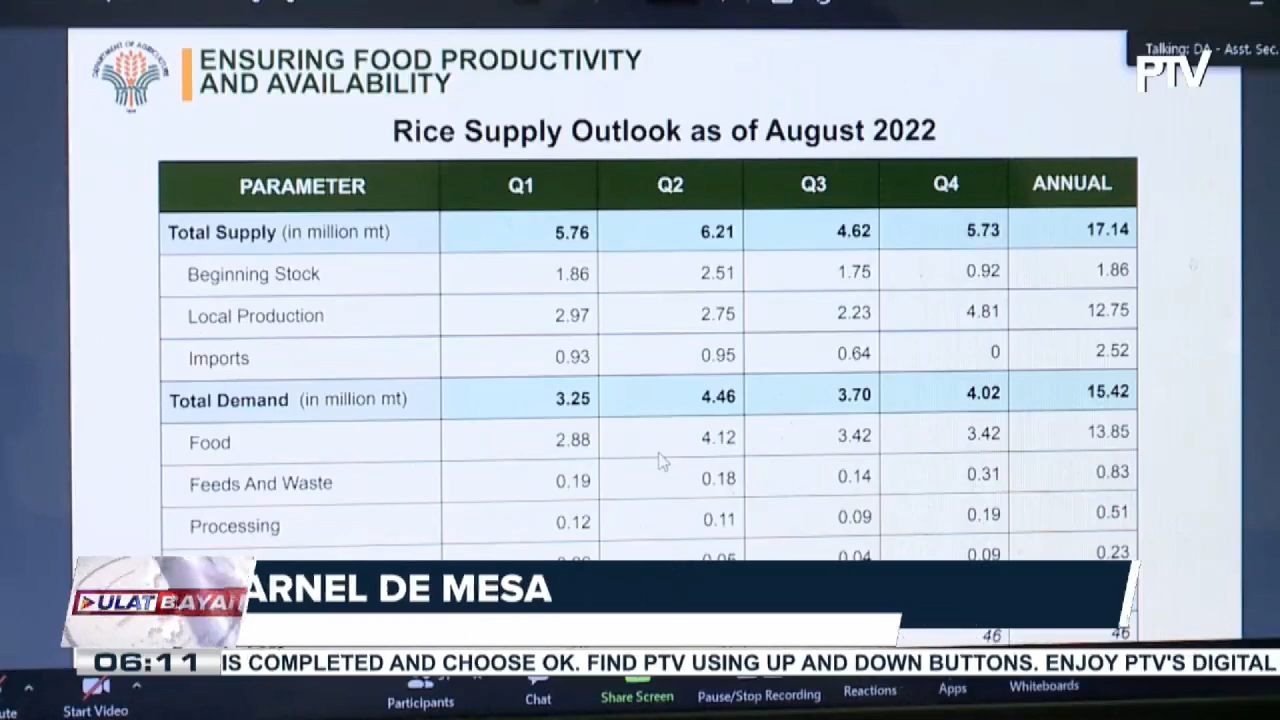 ENSURING FOOD PRODUCTIVITY
AND AVAILABILITY
DEPARTMENT OF AGRICULTURE
Talking: DA - Asst. Sec.
PTV
Rice Supply Outlook as of August 2022
PARAMETER Q1 Q2 Q3 Q4 ANNUAL
Total Supply (in million mt) 5.76 6.21 4.62 5.73 17.14
Beginning Stock 1.86 2.51 1.75 0.92 1.86
Local Production 2.97 2.75 2.23 4.81 12.75
Imports 0.93 0.95 0.64 0 2.52
Total Demand (in million mt) 3.25 4.46 3.70 4.02 15.42
Food 2.88 4.12 3.42 3.42 13.85
Feeds And Waste 0.19 0.18 0.14 0.31 0.83
Processing 0.12 0.11 0.09 0.19 0.51
0.05 0.04 0.09 0.23
ARNEL DE MESA
ULAT BAYAN
46 46
06:11 IS COMPLETED AND CHOOSE OK. FIND PTV USING UP AND DOWN BUTTONS. ENJOY PTV'S DIGITAL
Start Video Participants Chat Share Screen Pause/Stop Recording Reactions Apps Whiteboards